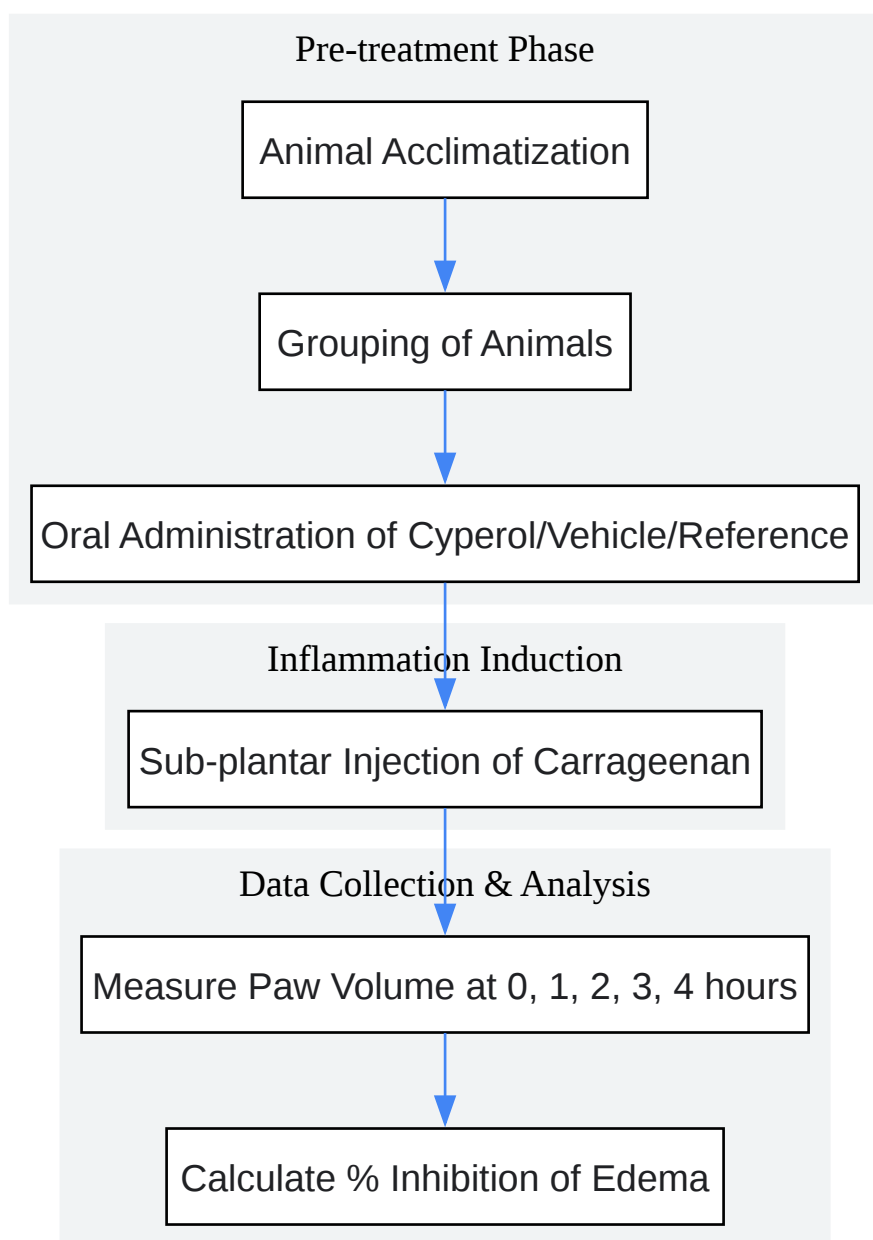 Pre-treatment Phase
Animal Acclimatization
Grouping of Animals
Oral Administration of Cyperol/Vehicle/Reference
Inflammation Induction
Sub-plantar Injection of Carrageenan
Data Collection & Analysis
Measure Paw Volume at 0, 1, 2, 3, 4 hours
Calculate % Inhibition of Edema